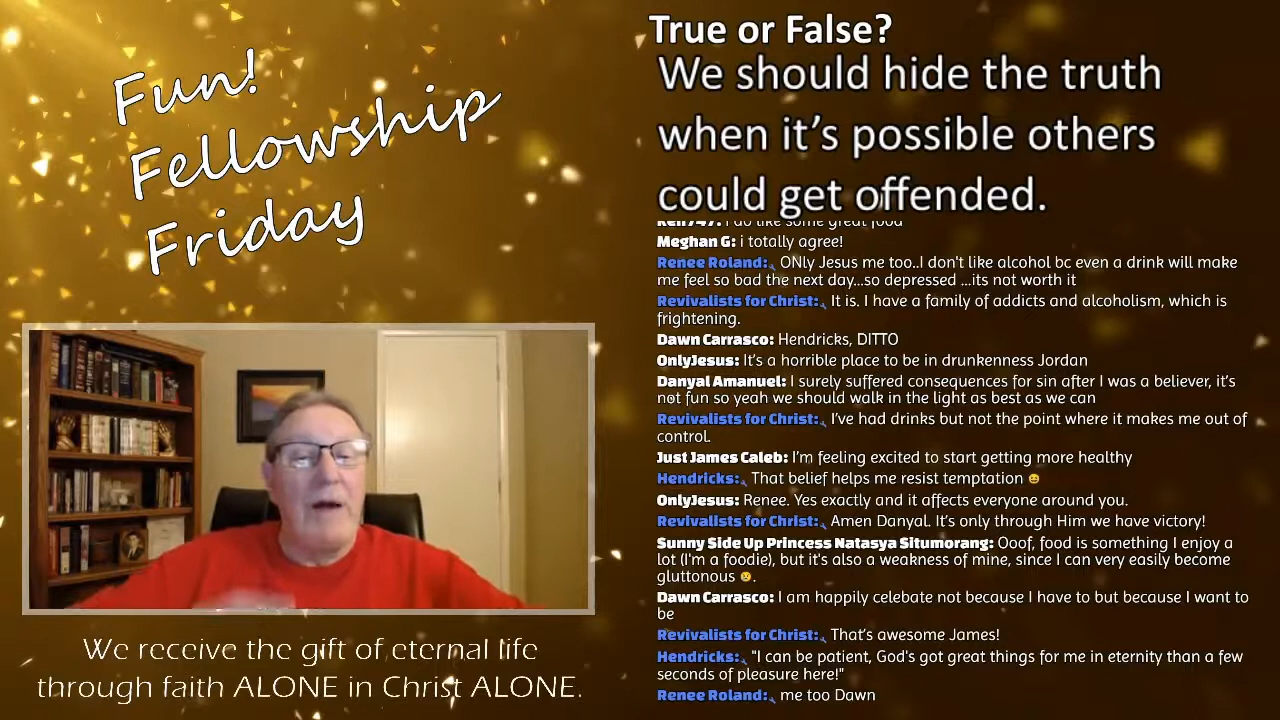 Fun!
Fellowship
Friday
We receive the gift of eternal life
through faith ALONE in Christ ALONE.
True or False?
We should hide the truth
when it's possible others
could get offended.
Ken747: I do like some great food
Meghan G: i totally agree!
Renee Roland: ONly Jesus me too..I don't like alcohol bc even a drink will make
me feel so bad the next day...so depressed ...its not worth it
Revivalists for Christ: It is. I have a family of addicts and alcoholism, which is
frightening.
Dawn Carrasco: Hendricks, DITTO
OnlyJesus: It's a horrible place to be in drunkenness Jordan
Danyal Amanuel: I surely suffered consequences for sin after I was a believer, it's
not fun so yeah we should walk in the light as best as we can
Revivalists for Christ: I've had drinks but not the point where it makes me out of
control.
Just James Caleb: I'm feeling excited to start getting more healthy
Hendricks: That belief helps me resist temptation 😆
OnlyJesus: Renee. Yes exactly and it affects everyone around you.
Revivalists for Christ: Amen Danyal. It's only through Him we have victory!
Sunny Side Up Princess Natasya Situmorang: Ooof, food is something I enjoy a
lot (I'm a foodie), but it's also a weakness of mine, since I can very easily become
gluttonous 😢.
Dawn Carrasco: I am happily celebate not because I have to but because I want to
be
Revivalists for Christ: That's awesome James!
Hendricks: "I can be patient, God's got great things for me in eternity than a few
seconds of pleasure here!"
Renee Roland: me too Dawn